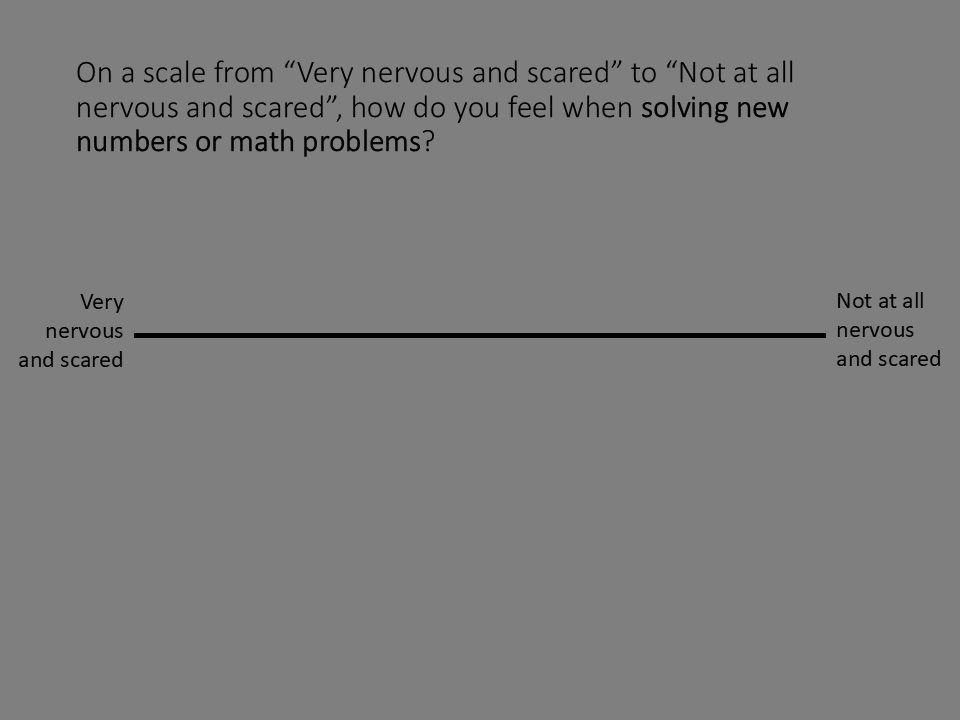 On a scale from “Very nervous and scared” to “Not at all
nervous and scared”, how do you feel when solving new
numbers or math problems?
Very
nervous
and scared
Not at all
nervous
and scared